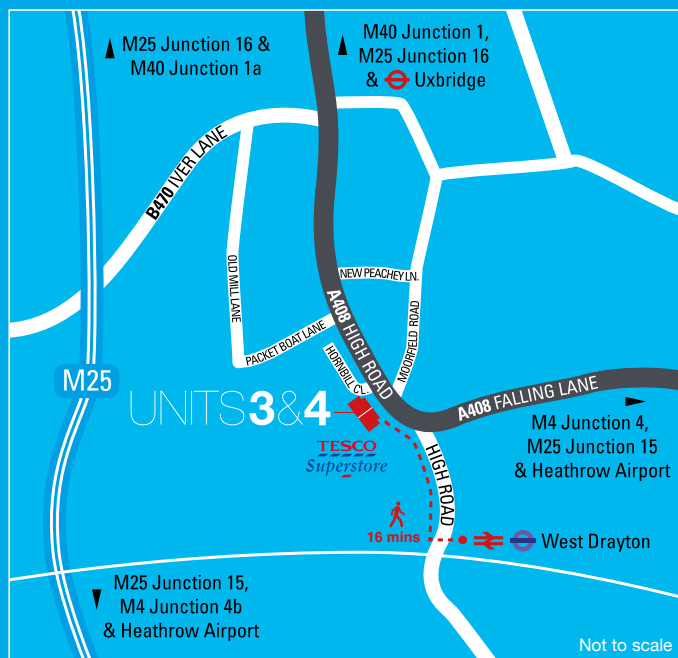 M25 Junction 16 &
M40 Junction 1a
M40 Junction 1,
M25 Junction 16
& Uxbridge
B470 IVER LANE
OLD MILL LANE
NEW PEACHEY LN.
PACKET BOAT LANE
A408 HIGH ROAD
MOORFIELD ROAD
HORNBILL CL.
M25
UNITS 3&4
A408 FALLING LANE
M4 Junction 4,
M25 Junction 15
& Heathrow Airport
TESCO
Superstore
HIGH ROAD
16 mins
West Drayton
M25 Junction 15,
M4 Junction 4b
& Heathrow Airport
Not to scale